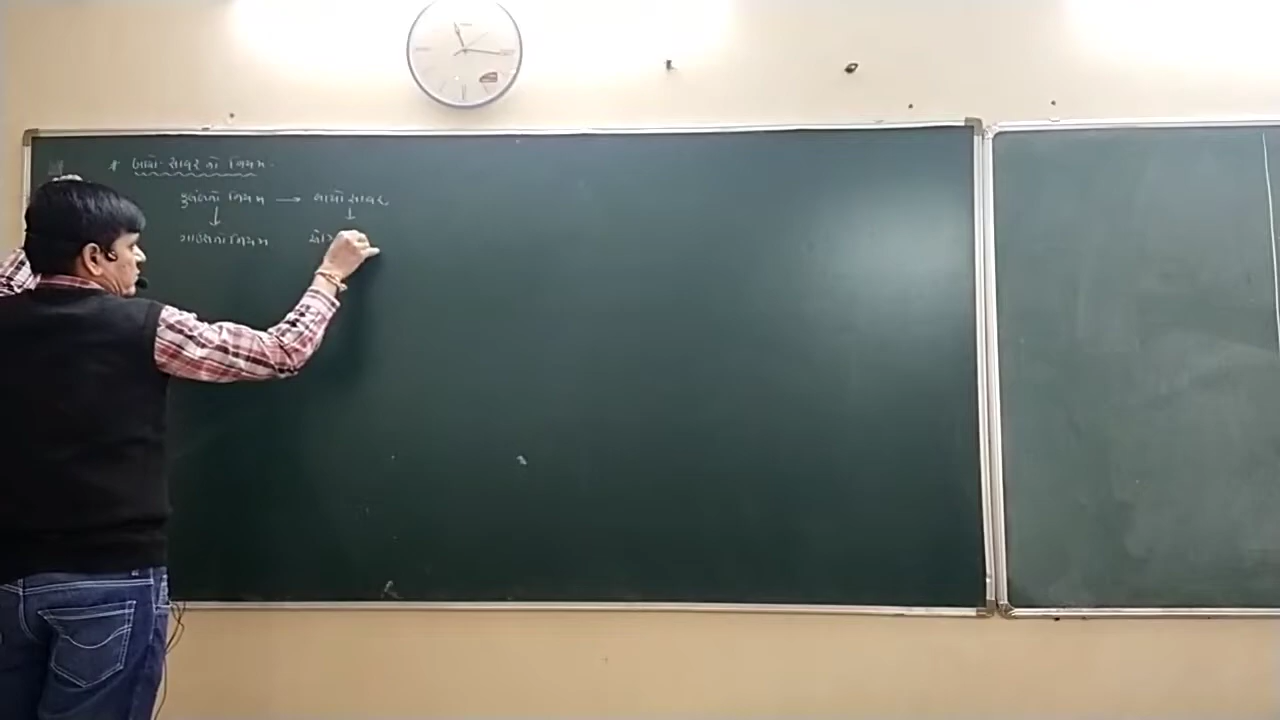 * બાયો-સાવર નો નિયમ.
કુલંબનો નિયમ → બાયો સાવર
↓ ↓
ગાઉસનો નિયમ